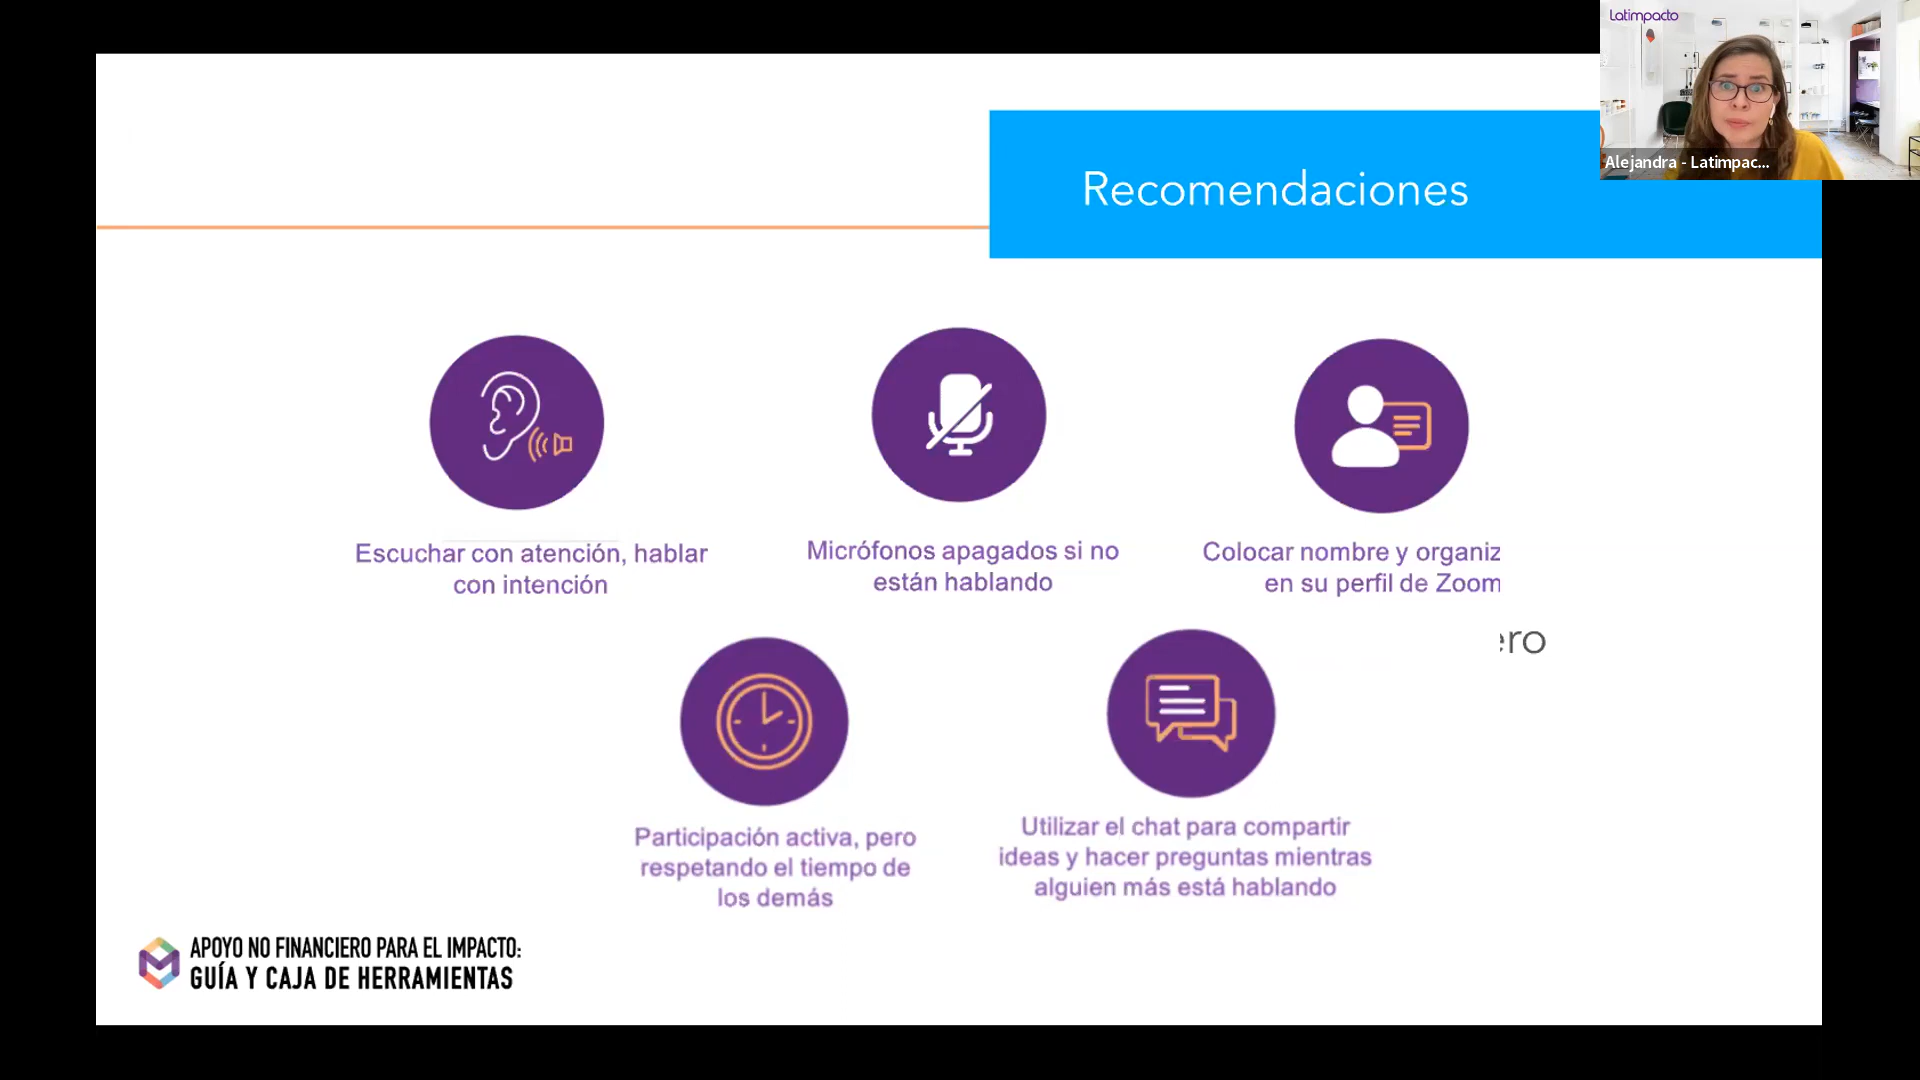 Latimpacto
Alejandra - Latimpac...
Recomendaciones
Escuchar con atención, hablar
con intención
Micrófonos apagados si no
están hablando
Colocar nombre y organiz
en su perfil de Zoom
ero
Participación activa, pero
respetando el tiempo de
los demás
Utilizar el chat para compartir
ideas y hacer preguntas mientras
alguien más está hablando
APOYO NO FINANCIERO PARA EL IMPACTO:
GUÍA Y CAJA DE HERRAMIENTAS